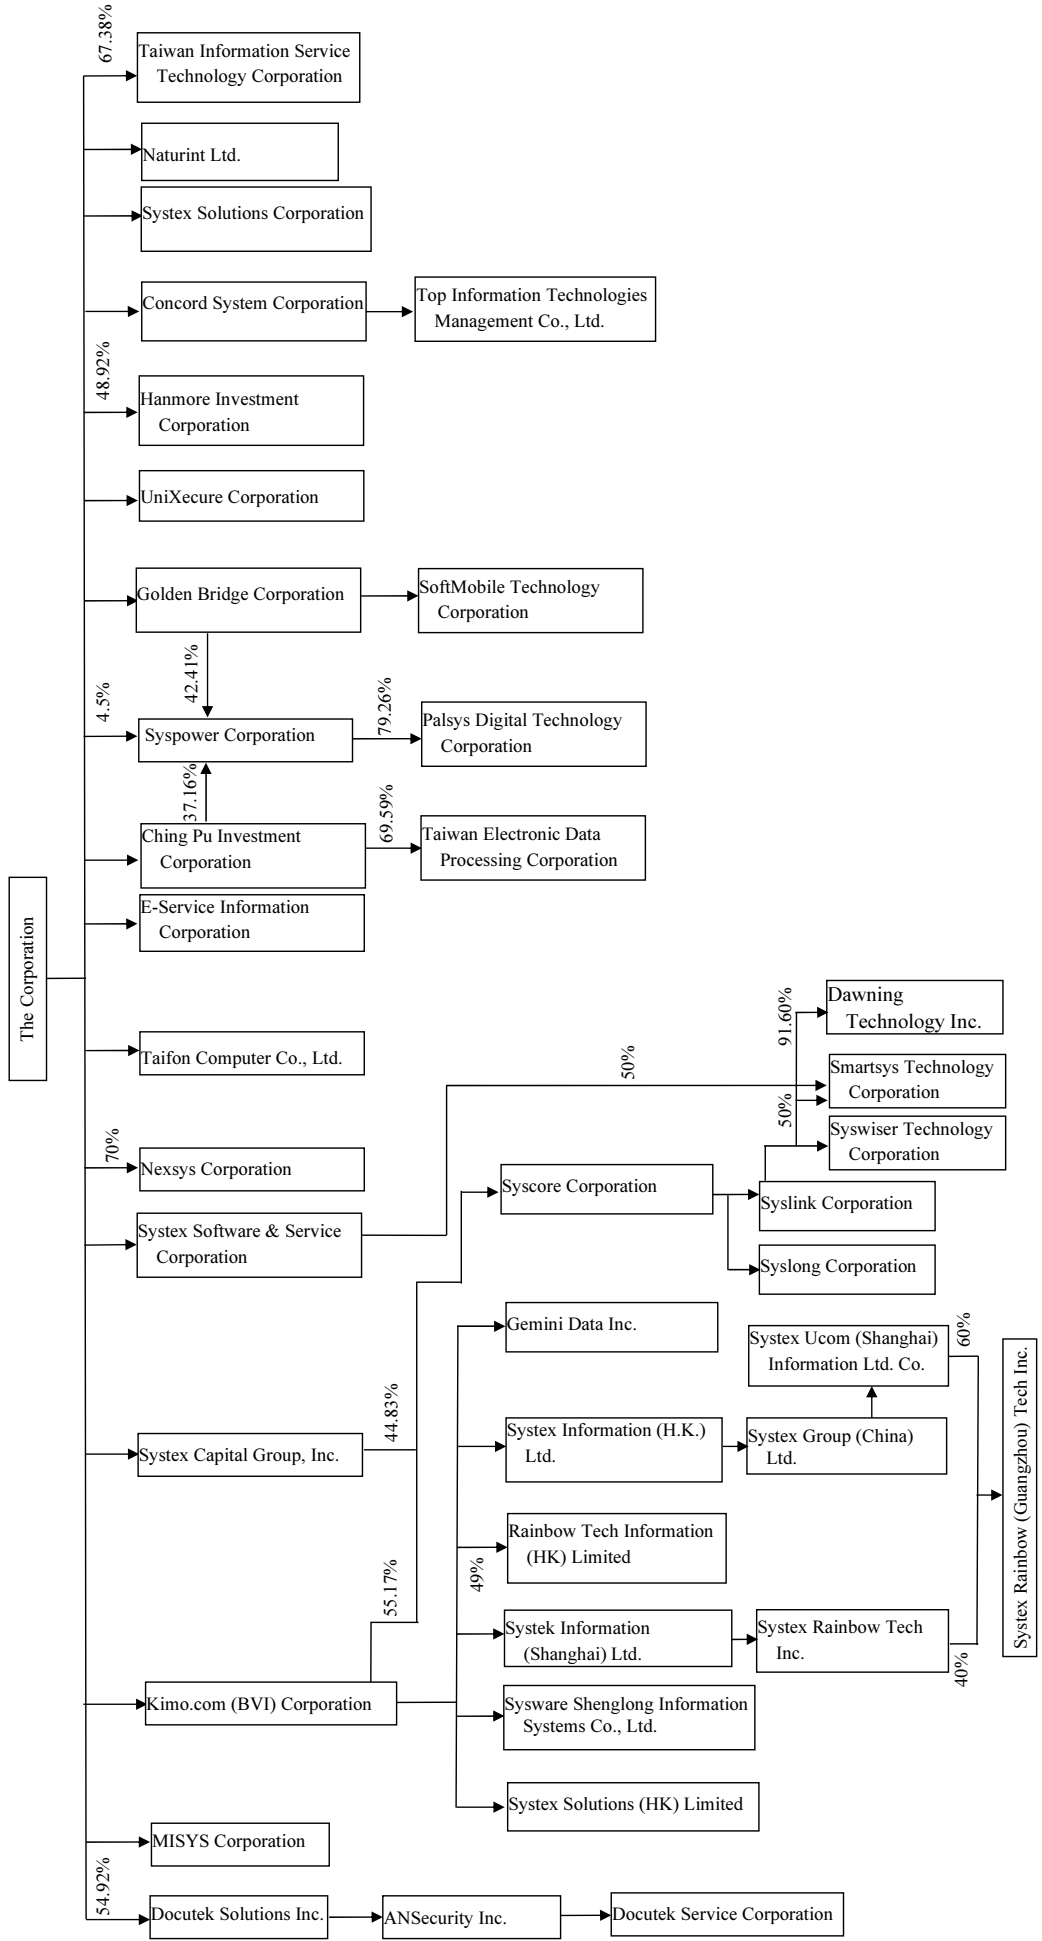 67.38%
Taiwan Information Service
Technology Corporation
Naturint Ltd.
Systex Solutions Corporation
Concord System Corporation
Top Information Technologies
Management Co., Ltd.
48.92%
Hanmore Investment
Corporation
UniXecure Corporation
Golden Bridge Corporation
SoftMobile Technology
Corporation
42.41%
4.5%
Syspower Corporation
79.26%
Palsys Digital Technology
Corporation
37.16%
Ching Pu Investment
Corporation
69.59%
Taiwan Electronic Data
Processing Corporation
E-Service Information
Corporation
The Corporation
Taifon Computer Co., Ltd.
70%
Nexsys Corporation
Systex Software & Service
Corporation
50%
91.60%
Dawning
Technology Inc.
Smartsys Technology
Corporation
50%
Syswiser Technology
Corporation
Syscore Corporation
Syslink Corporation
Syslong Corporation
Systex Capital Group, Inc.
44.83%
Gemini Data Inc.
Systex Ucom (Shanghai)
Information Ltd. Co.
60%
Systex Information (H.K.)
Ltd.
Systex Group (China)
Ltd.
Systex Rainbow (Guangzhou) Tech Inc.
Rainbow Tech Information
(HK) Limited
49%
55.17%
Systek Information
(Shanghai) Ltd.
Systex Rainbow Tech
Inc.
40%
Kimo.com (BVI) Corporation
Sysware Shenglong Information
Systems Co., Ltd.
Systex Solutions (HK) Limited
MISYS Corporation
54.92%
Docutek Solutions Inc.
ANSecurity Inc.
Docutek Service Corporation